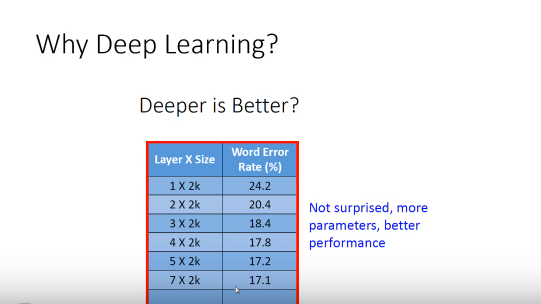 Why Deep Learning?
Deeper is Better?
Layer X Size Word Error Rate (%)
1 X 2k 24.2
2 X 2k 20.4
3 X 2k 18.4
4 X 2k 17.8
5 X 2k 17.2
7 X 2k 17.1
Not surprised, more
parameters, better
performance